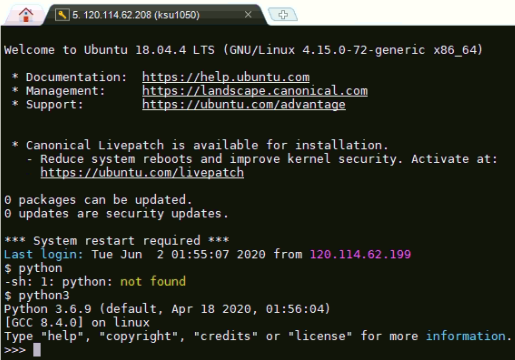 5. 120.114.62.208 (ksu1050)
Welcome to Ubuntu 18.04.4 LTS (GNU/Linux 4.15.0-72-generic x86_64)
* Documentation: https://help.ubuntu.com
* Management: https://landscape.canonical.com
* Support: https://ubuntu.com/advantage
* Canonical Livepatch is available for installation.
- Reduce system reboots and improve kernel security. Activate at:
https://ubuntu.com/livepatch
0 packages can be updated.
0 updates are security updates.
*** System restart required ***
Last login: Tue Jun  2 01:55:07 2020 from 120.114.62.199
$ python
-sh: 1: python: not found
$ python3
Python 3.6.9 (default, Apr 18 2020, 01:56:04)
[GCC 8.4.0] on linux
Type "help", "copyright", "credits" or "license" for more information.
>>>